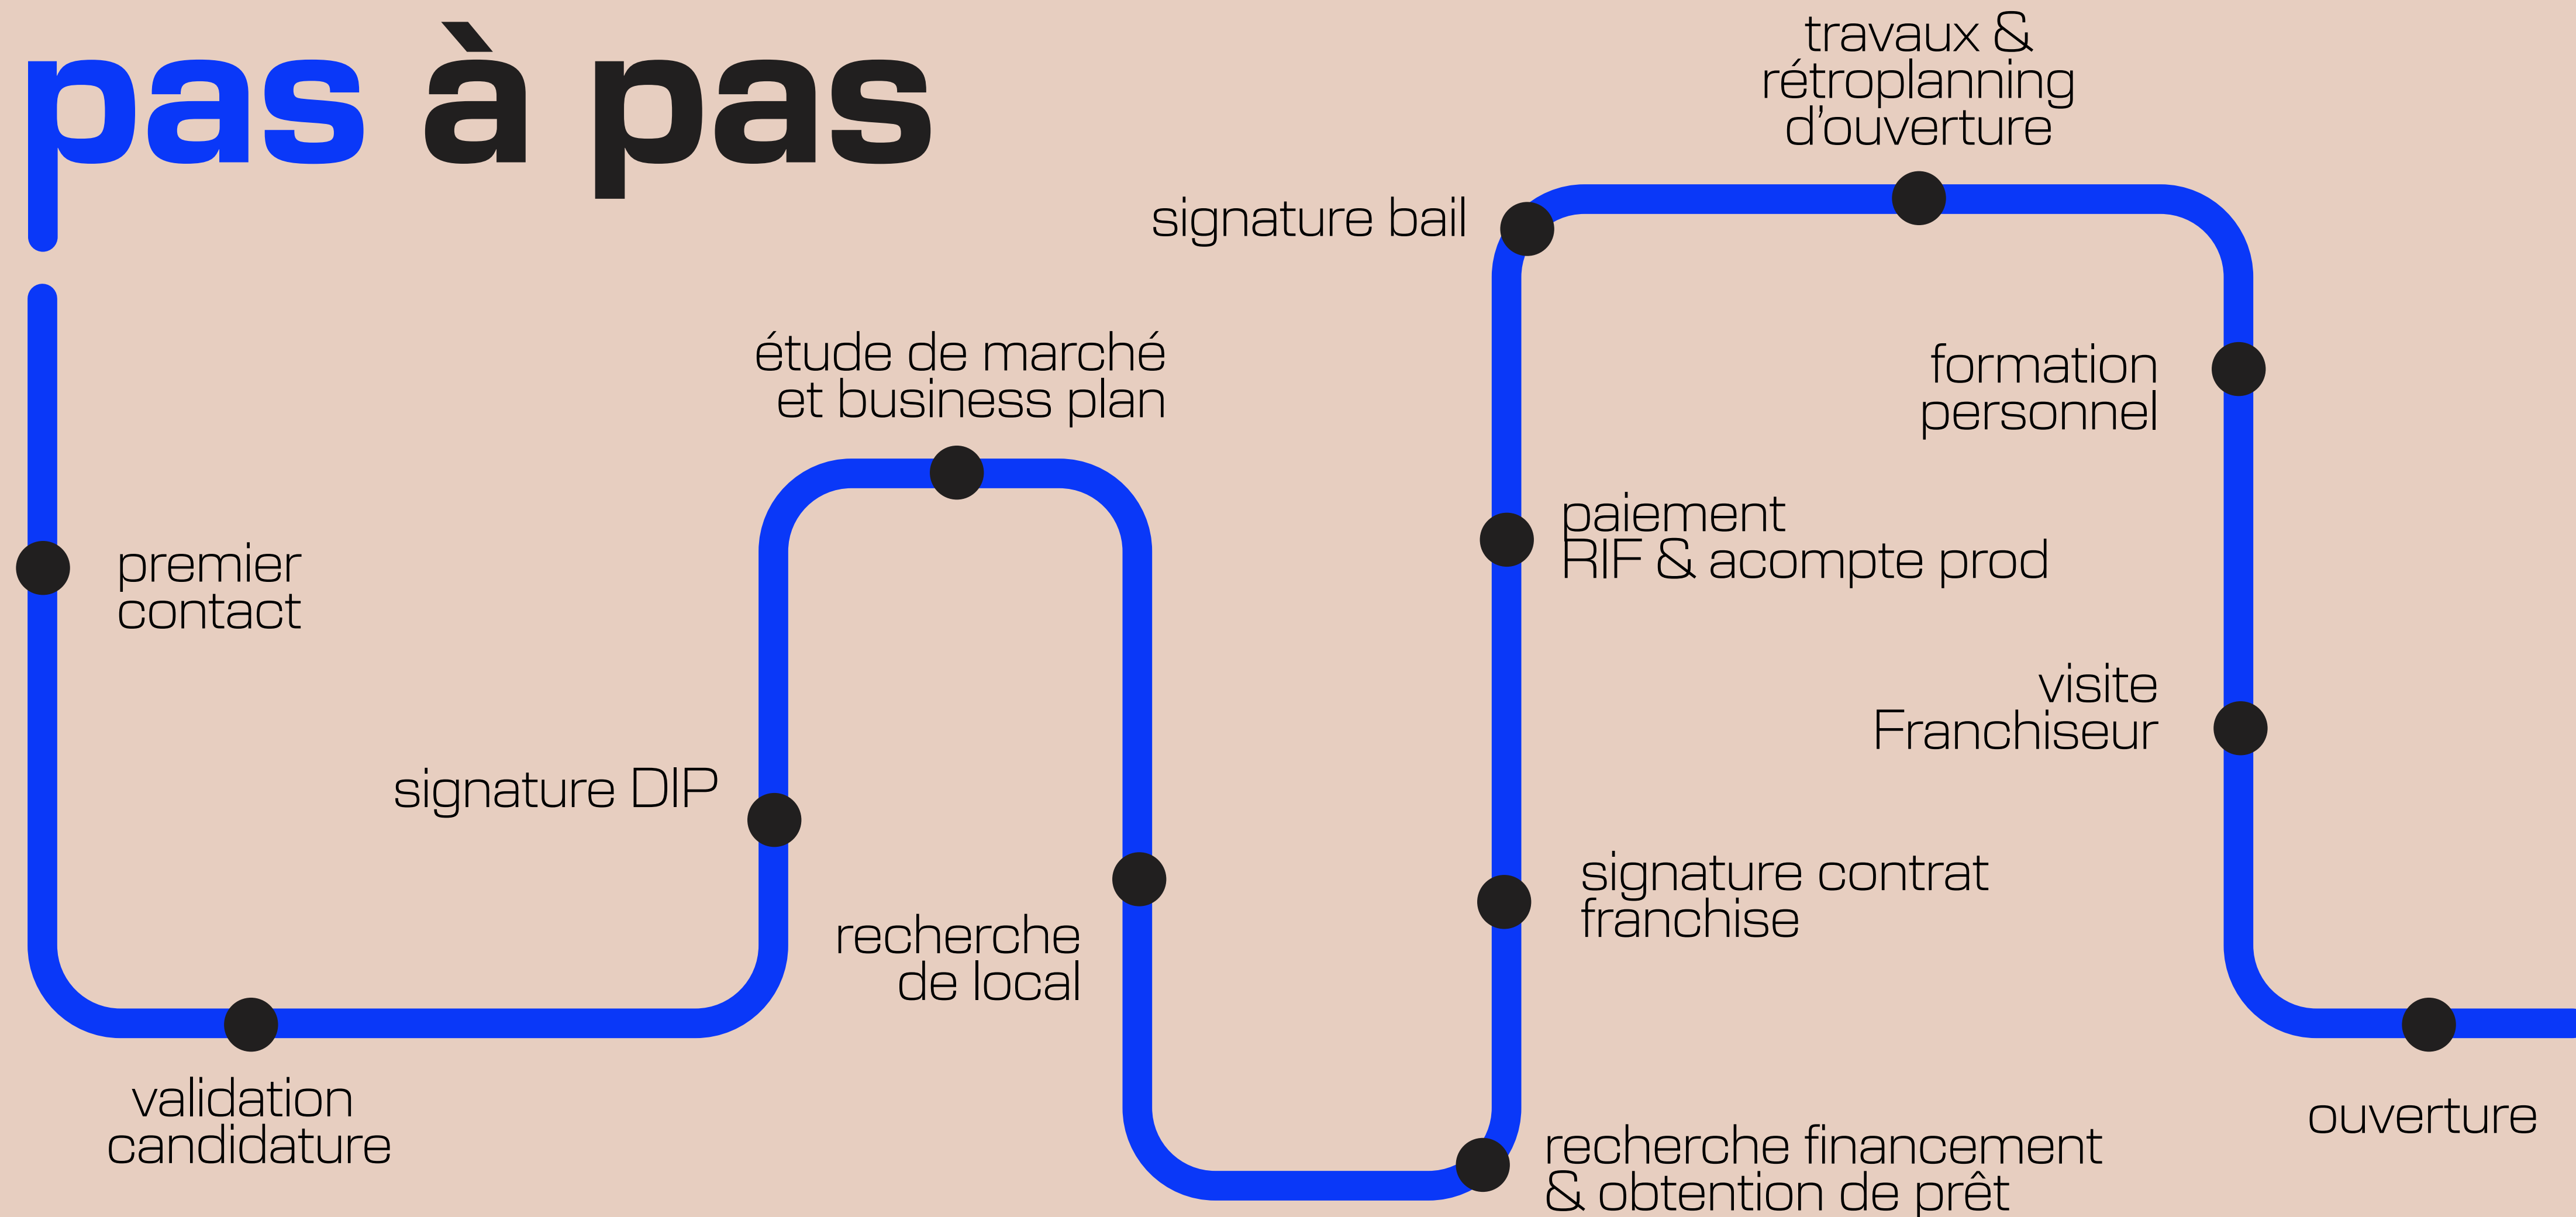 pas à pas
premier
contact
validation
candidature
signature DIP
étude de marché
et business plan
recherche
de local
recherche financement
& obtention de prêt
signature contrat
franchise
paiement
RIF & acompte prod
signature bail
travaux &
rétroplanning
d'ouverture
formation
personnel
visite
Franchiseur
ouverture